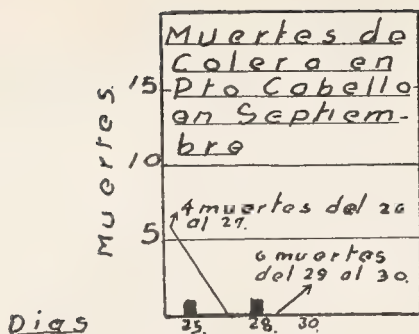 Muertes de
Colera en
Pto Cabello
en Septiem-
bre
Muertes.
15
10
5
4 muertes del 26
al 27.
6 muertes
del 29 al 30.
Dias
25.
28.
30.